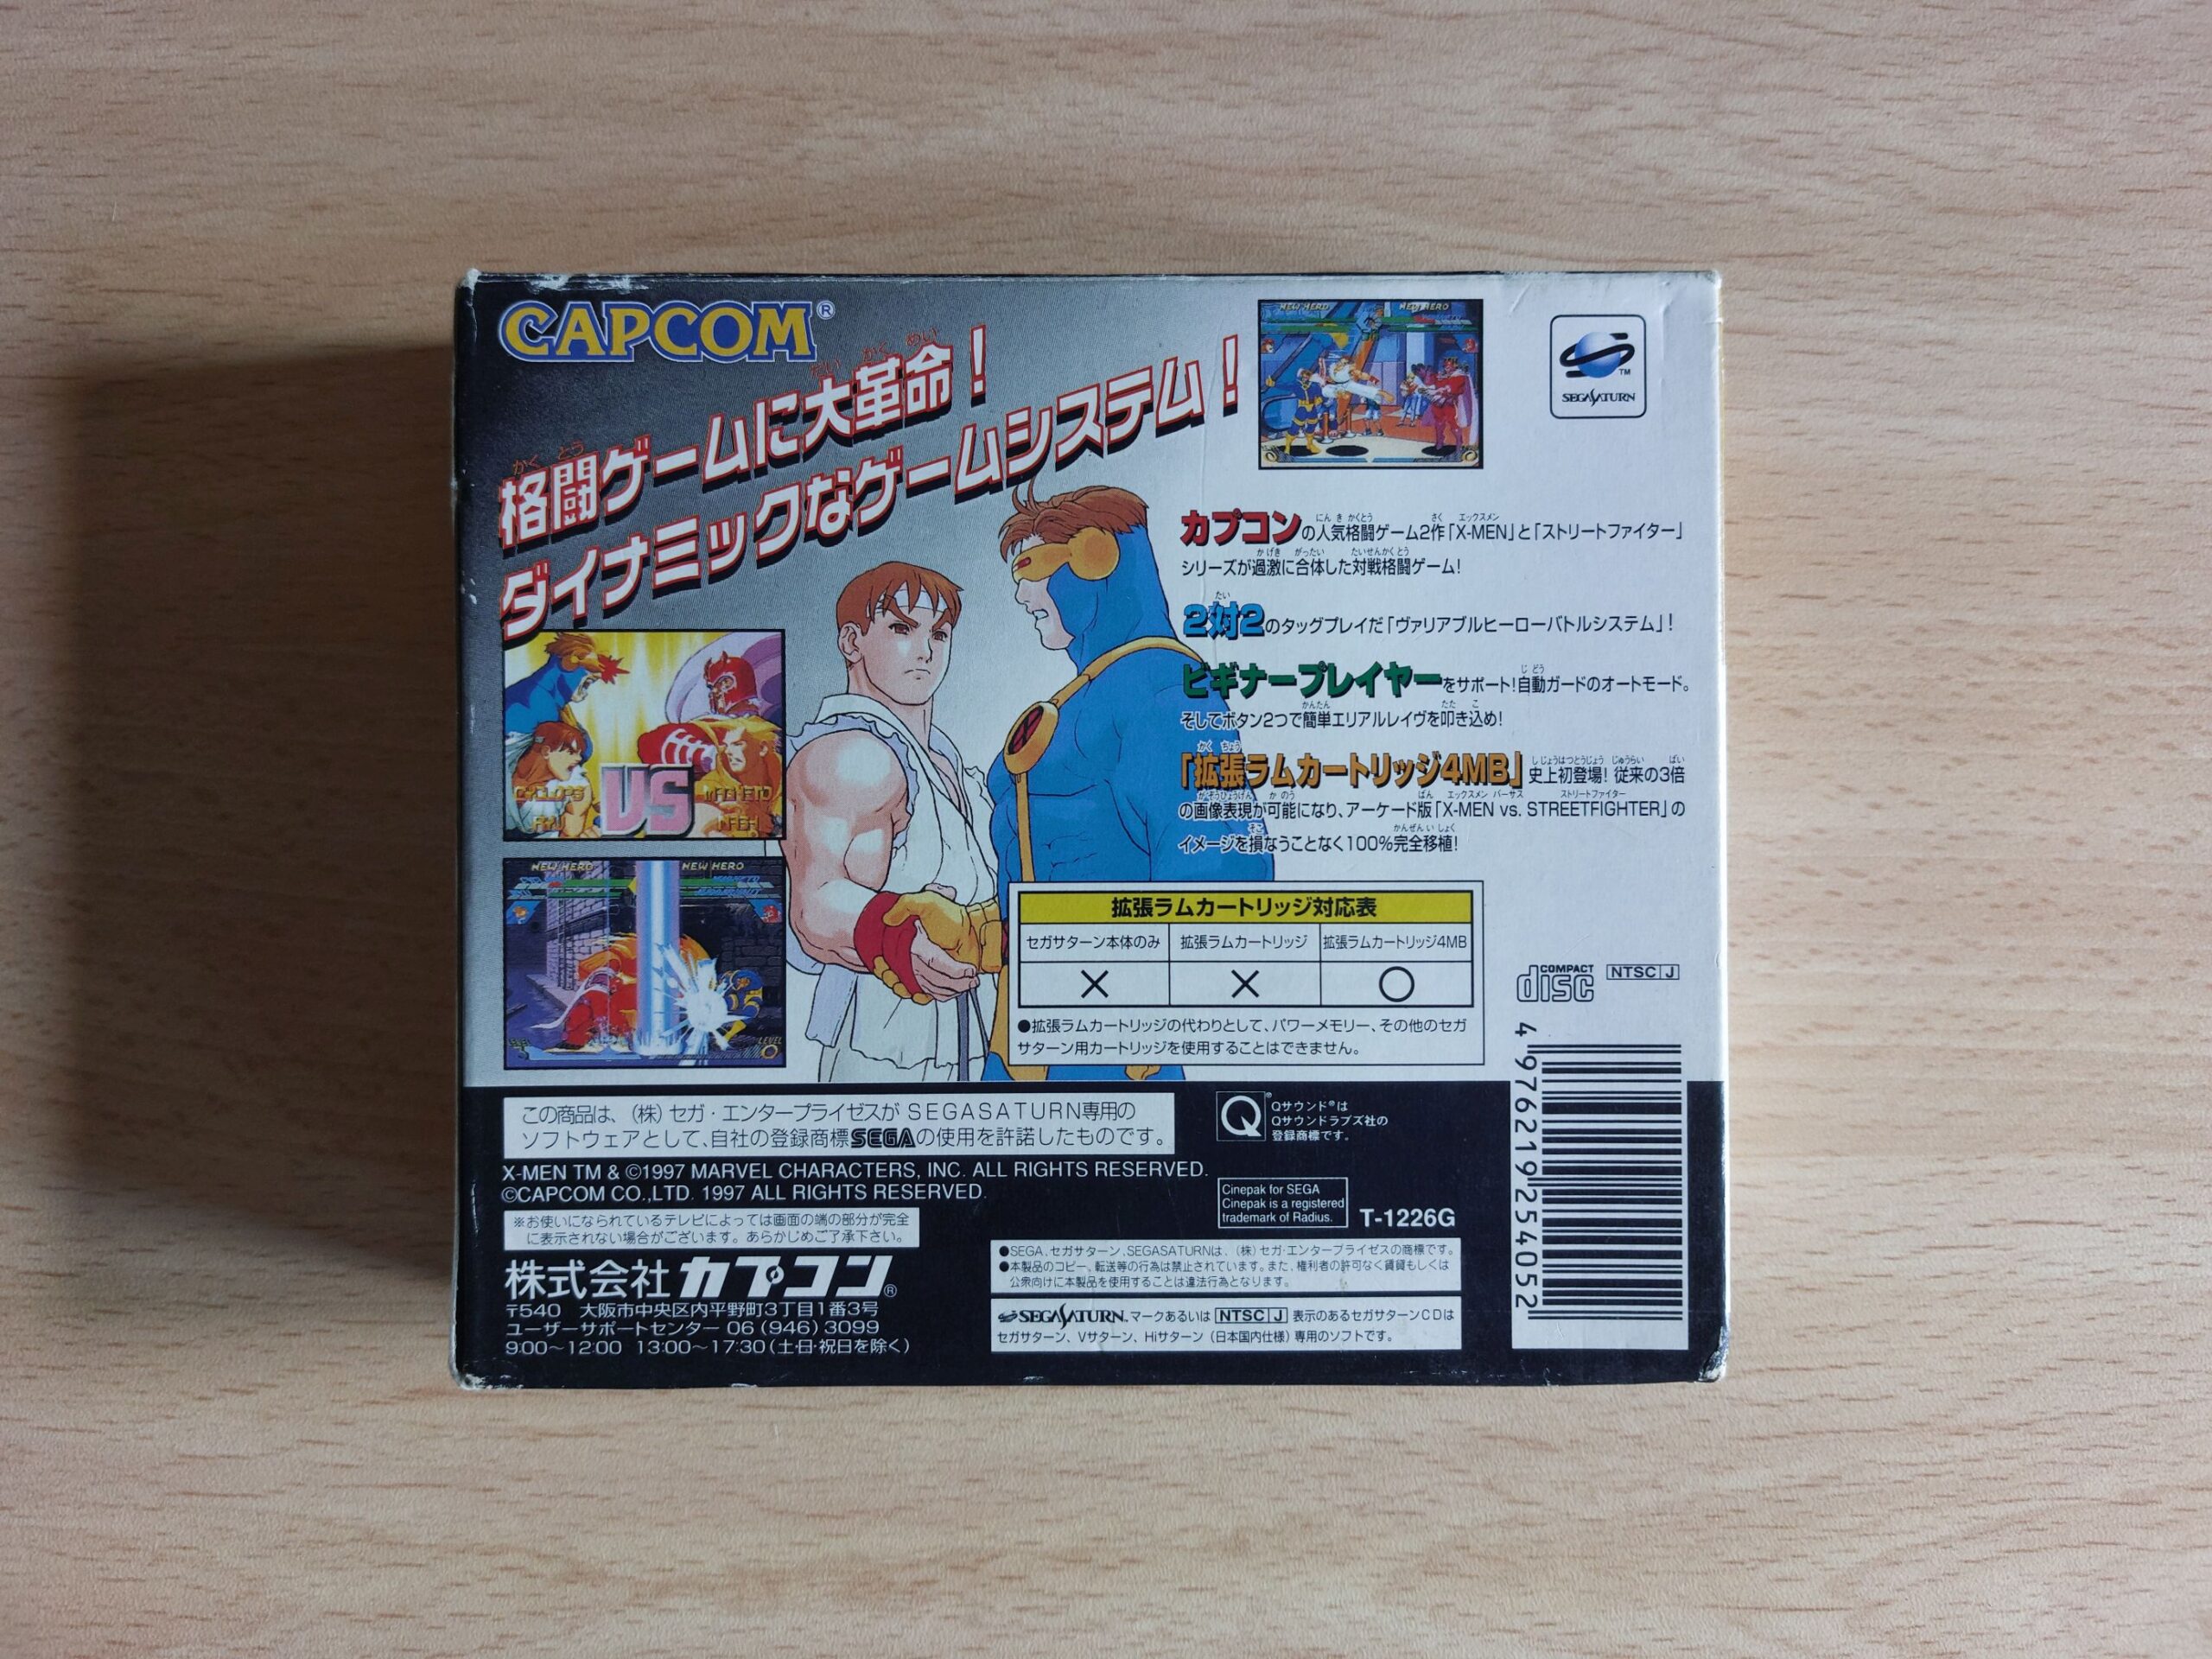 CAPCOM®
格闘ゲームに大革命！
ダイナミックなゲームシステム！
NEW HERO NEW HERO
™
SEGA SATURN
カプコンの人気格闘ゲーム2作「X-MEN」と「ストリートファイター」
シリーズが過激に合体した対戦格闘ゲーム!
2対2のタッグプレイだ「ヴァリアブルヒーローバトルシステム」!
ビギナープレイヤーをサポート!自動ガードのオートモード。
そしてボタン2つで簡単エリアルレイヴを叩き込め!
「拡張ラムカートリッジ4MB」史上初登場! 従来の3倍
の画像表現が可能になり、アーケード版「X-MEN vs. STREETFIGHTER」の
イメージを損なうことなく100%完全移植!
CYCLOPS
RYU
VS
MAGNETO
NASH
NEW HERO NEW HERO
LEVEL
拡張ラムカートリッジ対応表
セガサターン本体のみ 拡張ラムカートリッジ 拡張ラムカートリッジ4MB
× × ○
●拡張ラムカートリッジの代わりとして、パワーメモリー、その他のセガ
サターン用カートリッジを使用することはできません。
COMPACT disc
NTSC J
4976219254052
この商品は、(株)セガ・エンタープライゼスがSEGASATURN専用の
ソフトウェアとして、自社の登録商標SEGAの使用を許諾したものです。
Qサウンド®は
Qサウンドラブズ社の
登録商標です。
X-MEN TM & ©1997 MARVEL CHARACTERS, INC. ALL RIGHTS RESERVED.
©CAPCOM CO.,LTD. 1997 ALL RIGHTS RESERVED.
Cinepak for SEGA
Cinepak is a registered
trademark of Radius.
T-1226G
※お使いになられているテレビによっては画面の端の部分が完全
に表示されない場合がございます。あらかじめご了承下さい。
株式会社カプコン®
〒540 大阪市中央区内平野町3丁目1番3号
ユーザーサポートセンター 06(946)3099
9:00〜12:00 13:00〜17:30(土・日・祝日を除く)
●SEGA、セガサターン、SEGASATURNは、(株)セガ・エンタープライゼスの商標です。
●本製品のコピー、転送等の行為は禁止されています。また、権利者の許可なく賃貸もしくは
公衆向けに本製品を使用することは違法行為となります。
SEGA SATURN™マークあるいは NTSC J 表示のあるセガサターンCDは
セガサターン、Vサターン、Hiサターン(日本国内仕様)専用のソフトです。